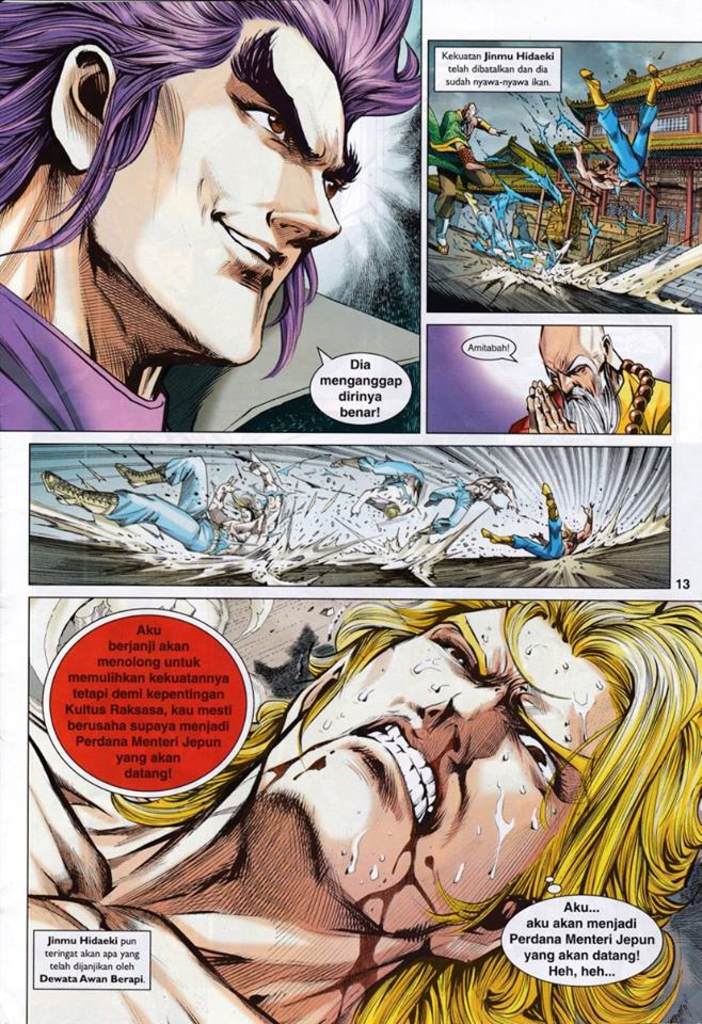 Dia
menganggap
dirinya
benar!
Kekuatan Jinmu Hidaeki
telah dibatalkan dan dia
sudah nyawa-nyawa ikan.
Amitabah!
13
Aku
berjanji akan
menolong untuk
memulihkan kekuatannya
tetapi demi kepentingan
Kultus Raksasa, kau mesti
berusaha supaya menjadi
Perdana Menteri Jepun
yang akan
datang!
Jinmu Hidaeki pun
teringat akan apa yang
telah dijanjikan oleh
Dewata Awan Berapi.
Aku...
aku akan menjadi
Perdana Menteri Jepun
yang akan datang!
Heh, heh...